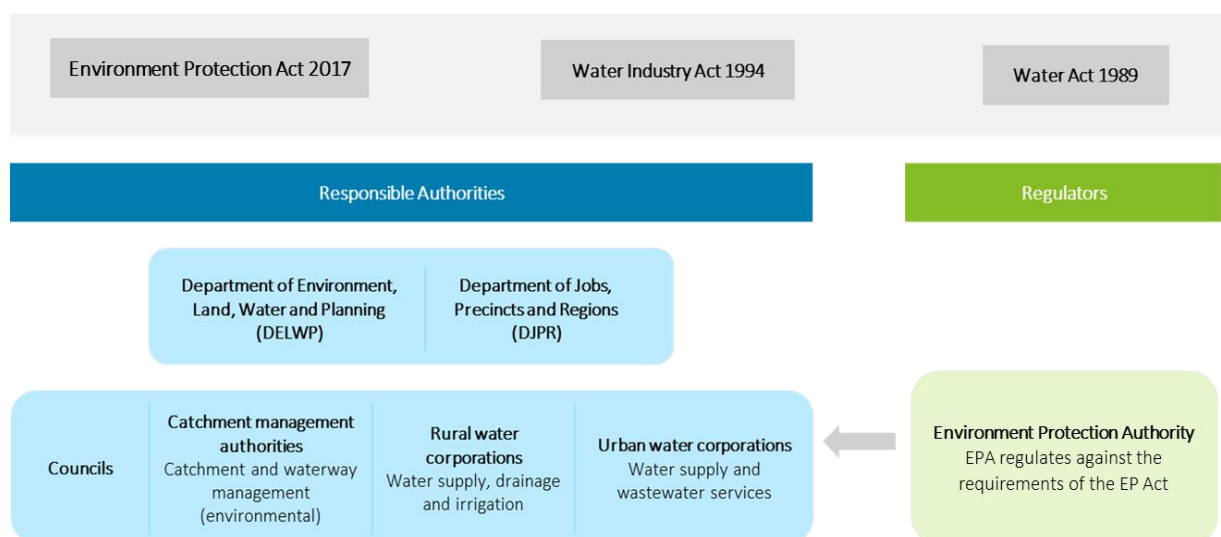 Environment Protection Act 2017
Water Industry Act 1994
Water Act 1989
Responsible Authorities
Regulators
Department of Environment,
Land, Water and Planning
(DELWP)
Department of Jobs,
Precincts and Regions
(DJPR)
Councils
Catchment management
authorities
Catchment and waterway
management
(environmental)
Rural water
corporations
Water supply, drainage
and irrigation
Urban water corporations
Water supply and
wastewater services
Environment Protection Authority
EPA regulates against the
requirements of the EP Act